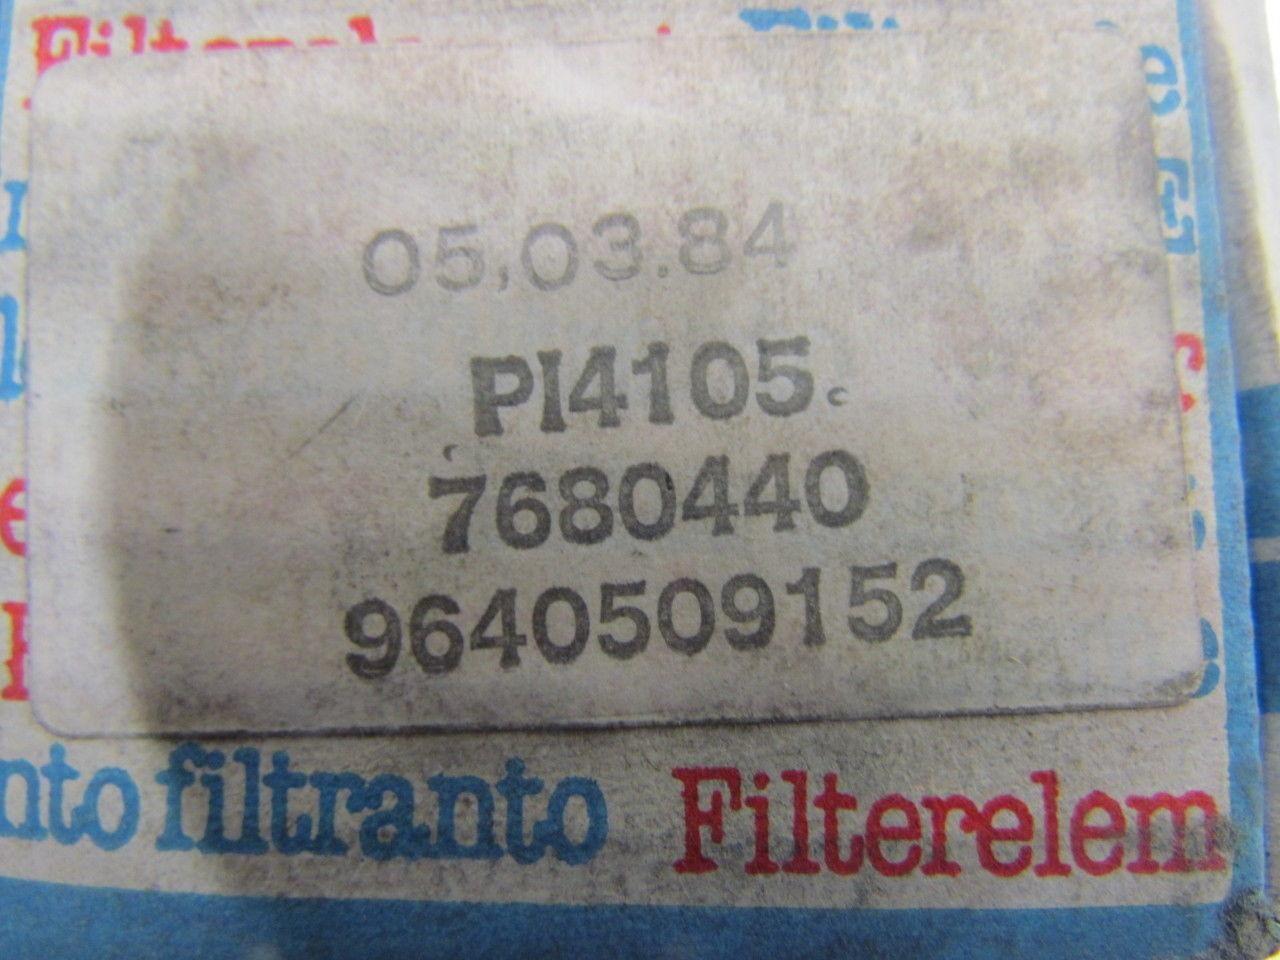 05.03.84
PI4105
7680440
9640509152
nto filtranto Filterelem